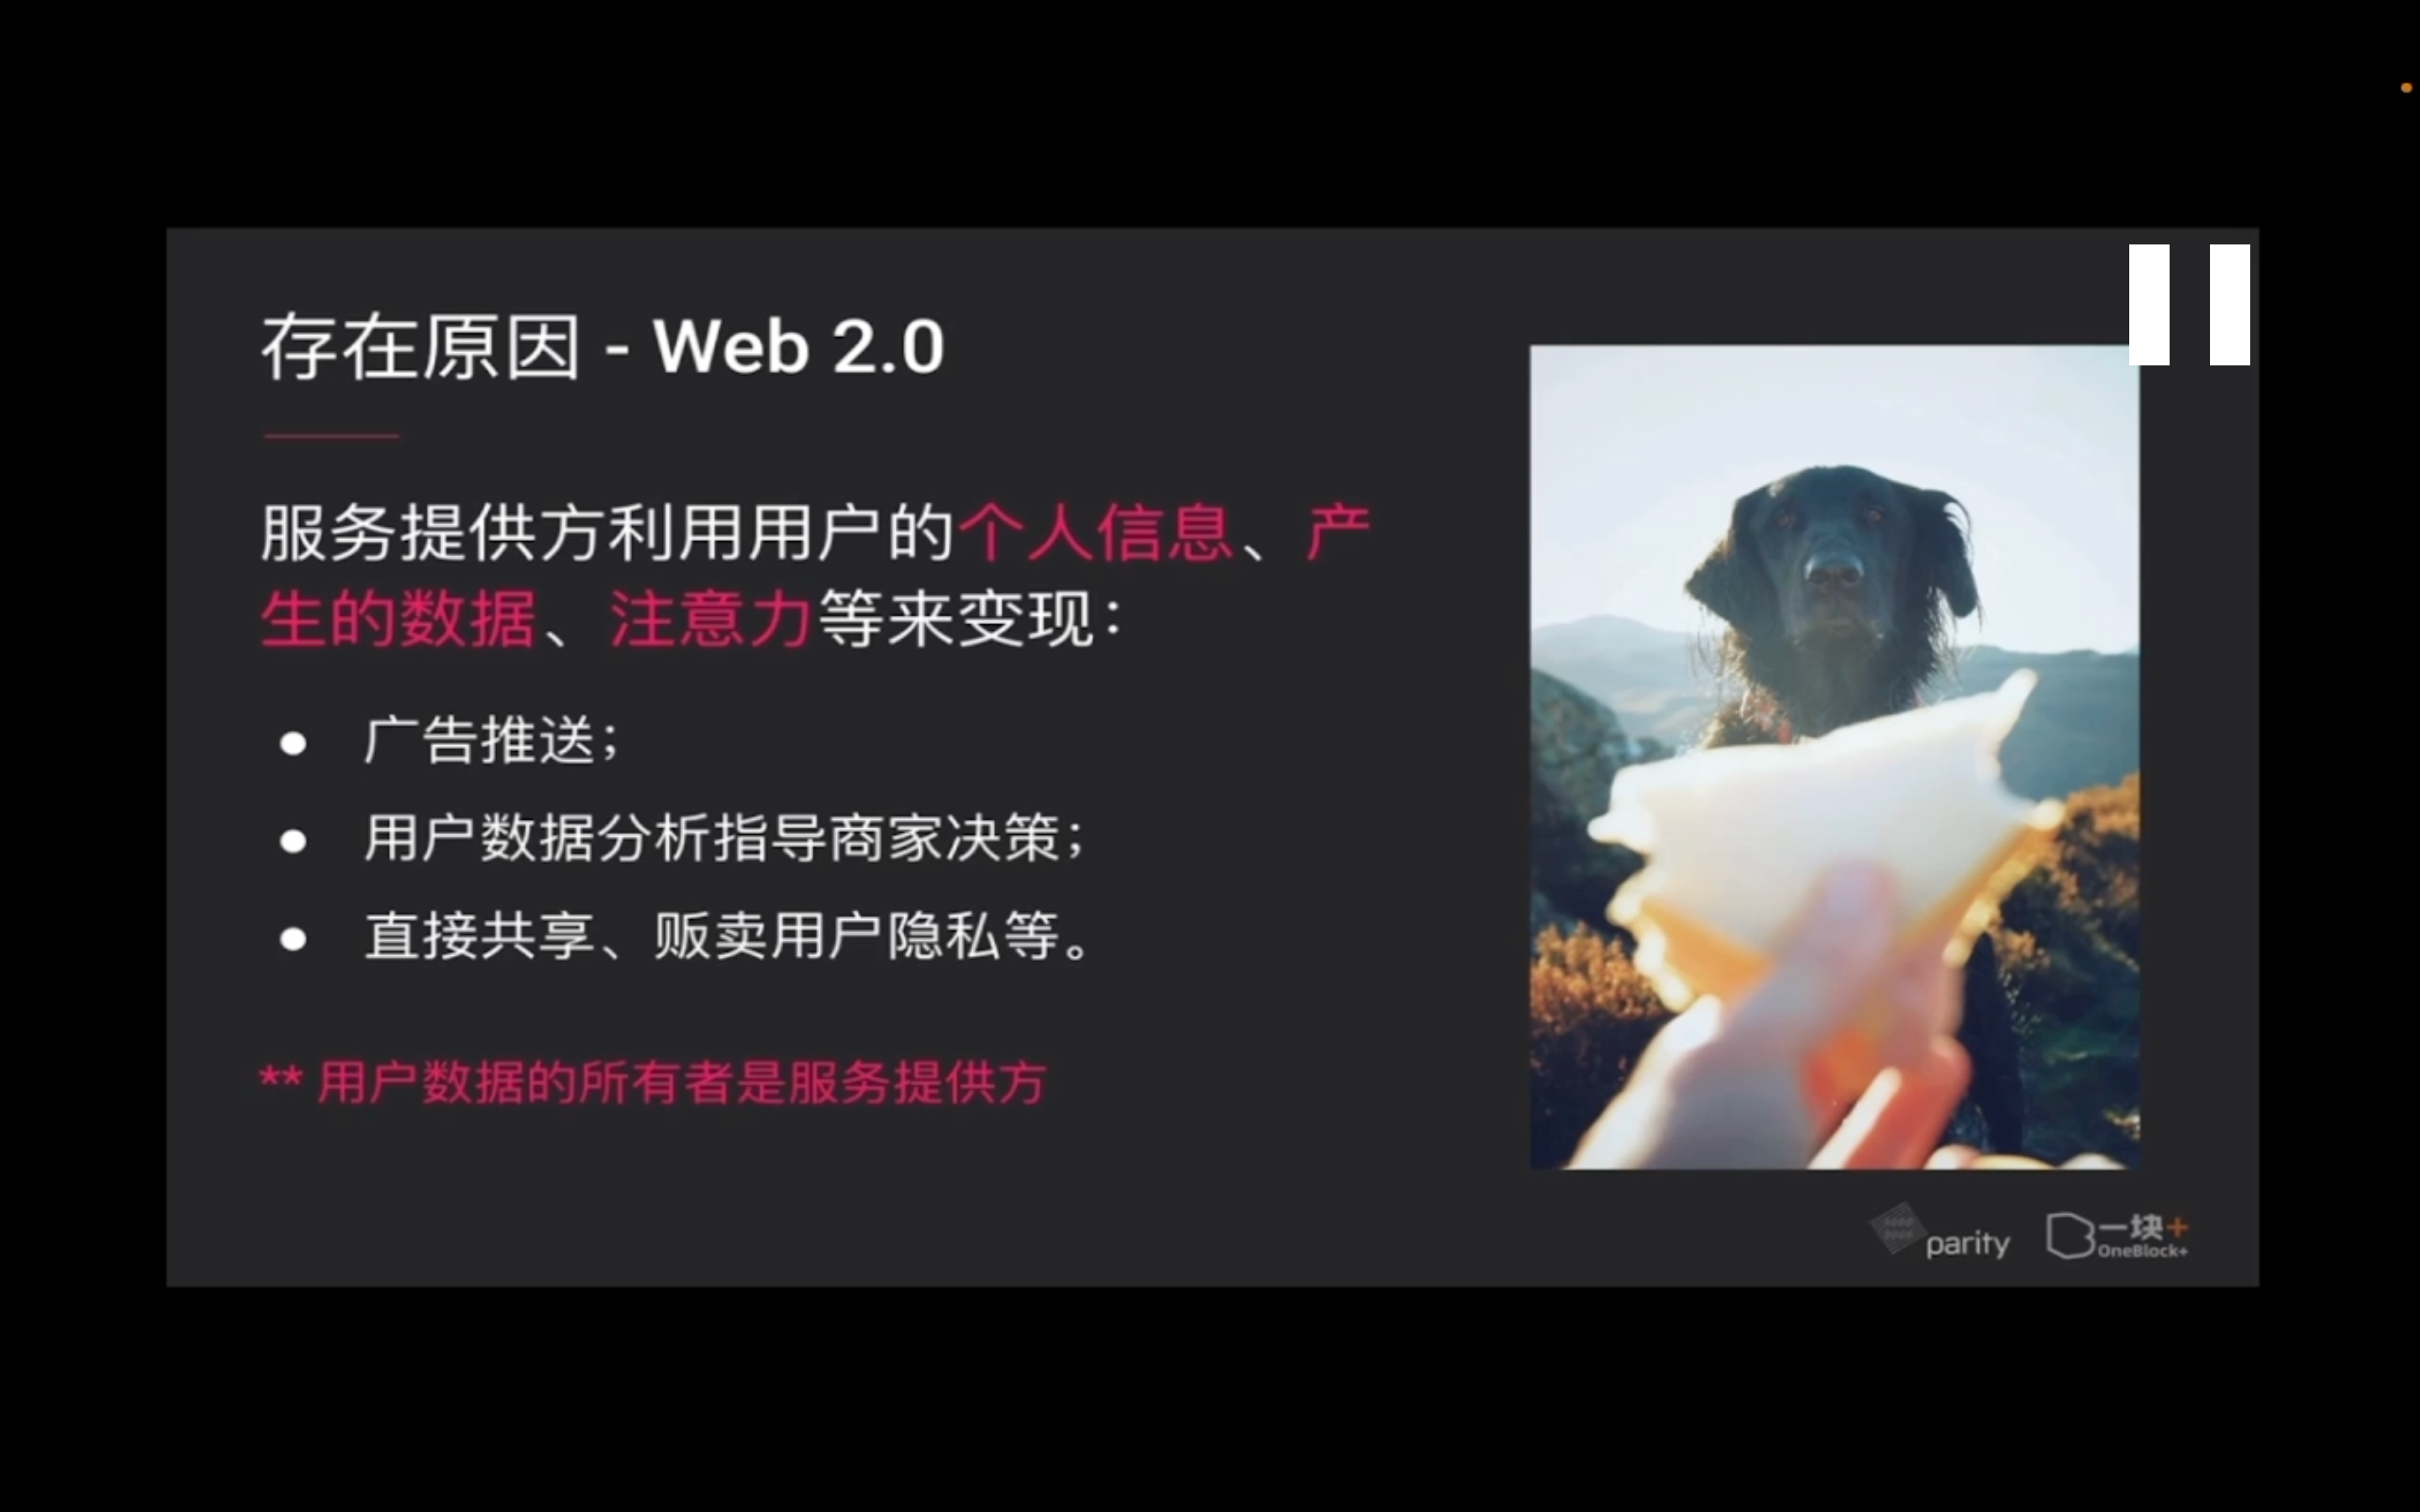 存在原因 - Web 2.0
服务提供方利用用户的个人信息、产
生的数据、注意力等来变现：
● 广告推送；
● 用户数据分析指导商家决策；
● 直接共享、贩卖用户隐私等。
** 用户数据的所有者是服务提供方
parity
一块+
OneBlock+